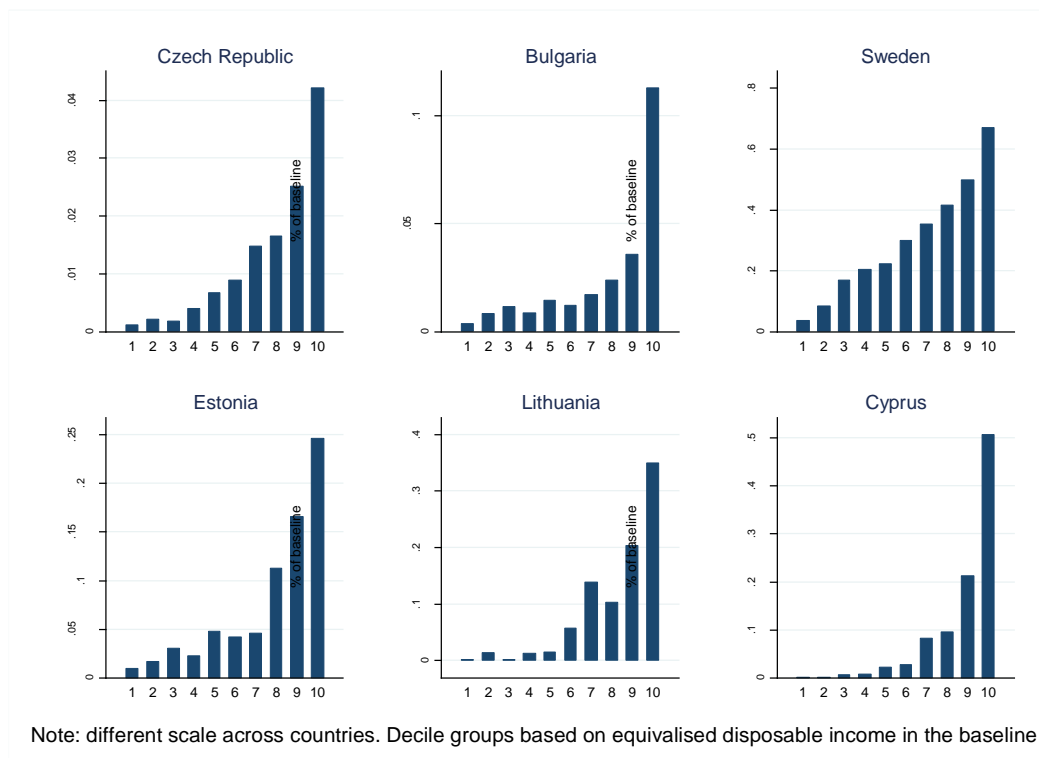 Czech Republic
.04
.03
.02
.01
0
% of baseline
1 2 3 4 5 6 7 8 9 10
Bulgaria
.1
.05
0
% of baseline
1 2 3 4 5 6 7 8 9 10
Sweden
.8
.6
.4
.2
0
1 2 3 4 5 6 7 8 9 10
Estonia
.25
.2
.15
.1
.05
0
% of baseline
1 2 3 4 5 6 7 8 9 10
Lithuania
.4
.3
.2
.1
0
% of baseline
1 2 3 4 5 6 7 8 9 10
Cyprus
.5
.4
.3
.2
.1
0
1 2 3 4 5 6 7 8 9 10
Note: different scale across countries. Decile groups based on equivalised disposable income in the baseline